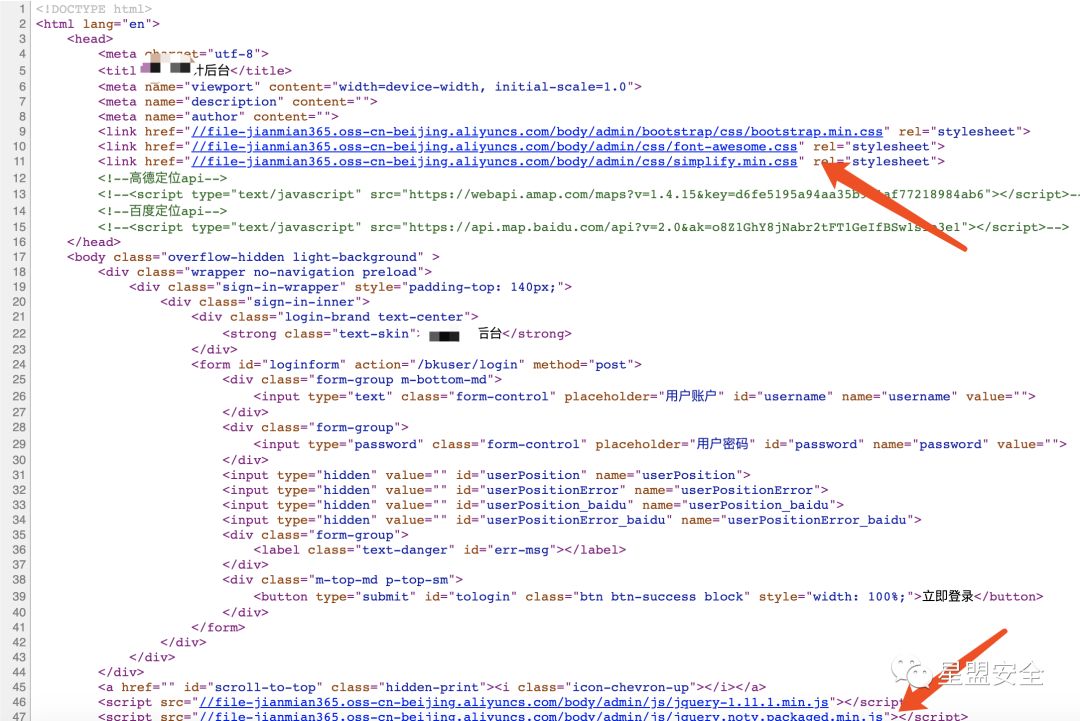 1 <!DOCTYPE html>
2 <html lang="en">
3 <head>
4 <meta charset="utf-8">
5 <titl 计后台</title>
6 <meta name="viewport" content="width=device-width, initial-scale=1.0">
7 <meta name="description" content="">
8 <meta name="author" content="">
9 <link href="//file-jianmian365.oss-cn-beijing.aliyuncs.com/body/admin/bootstrap/css/bootstrap.min.css" rel="stylesheet">
10 <link href="//file-jianmian365.oss-cn-beijing.aliyuncs.com/body/admin/css/font-awesome.css" rel="stylesheet">
11 <link href="//file-jianmian365.oss-cn-beijing.aliyuncs.com/body/admin/css/simplify.min.css" rel="stylesheet">
12 <!--高德定位api-->
13 <!--<script type="text/javascript" src="https://webapi.amap.com/maps?v=1.4.15&key="></script>-
14 <!--百度定位api-->
15 <!--<script type="text/javascript" src="https://api.map.baidu.com/api?v=2.0&ak="></script>-->
16 </head>
17 <body class="overflow-hidden light-background" >
18 <div class="wrapper no-navigation preload">
19 <div class="sign-in-wrapper" style="padding-top: 140px;">
20 <div class="sign-in-inner">
21 <div class="login-brand text-center">
22 <strong class="text-skin"> 后台</strong>
23 </div>
24 <form id="loginform" action="/bkuser/login" method="post">
25 <div class="form-group m-bottom-md">
26 <input type="text" class="form-control" placeholder="用户账户" id="username" name="username" value="">
27 </div>
28 <div class="form-group">
29 <input type="password" class="form-control" placeholder="用户密码" id="password" name="password" value="">
30 </div>
31 <input type="hidden" value="" id="userPosition" name="userPosition">
32 <input type="hidden" value="" id="userPositionError" name="userPositionError">
33 <input type="hidden" value="" id="userPosition_baidu" name="userPosition_baidu">
34 <input type="hidden" value="" id="userPositionError_baidu" name="userPositionError_baidu">
35 <div class="form-group">
36 <label class="text-danger" id="err-msg"></label>
37 </div>
38 <div class="m-top-md p-top-sm">
39 <button type="submit" id="tologin" class="btn btn-success block" style="width: 100%;">立即登录</button>
40 </div>
41 </form>
42 </div>
43 </div>
44 </div>
45 <a href="" id="scroll-to-top" class="hidden-print"><i class="icon-chevron-up"></i></a>
46 <script src="//file-jianmian365.oss-cn-beijing.aliyuncs.com/body/admin/js/jquery-1.11.1.min.js"></script>
47 <script src="//file-jianmian365.oss-cn-beijing.aliyuncs.com/body/admin/js/jquery.noty.packaged.min.js"></script>
星盟安全